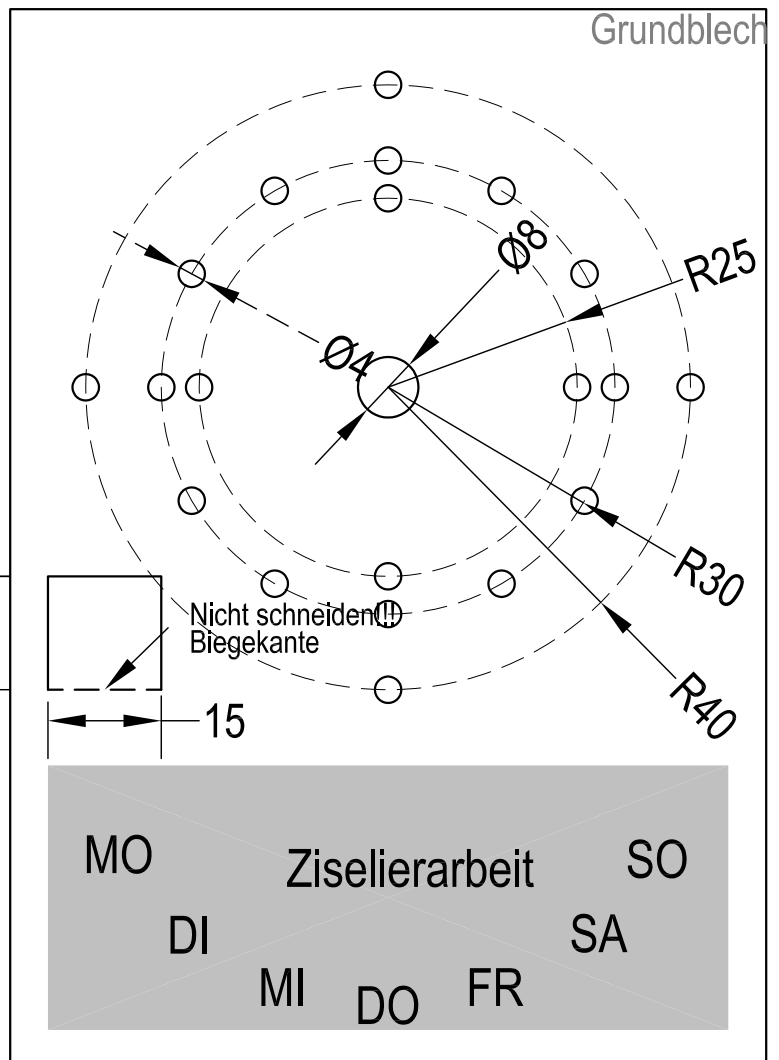 Grundblech
Ø8
R25
Ø4
R30
Nicht schneiden!!!
Biegekante
R40
15
MO
Ziselierarbeit
SO
DI
SA
MI
DO
FR